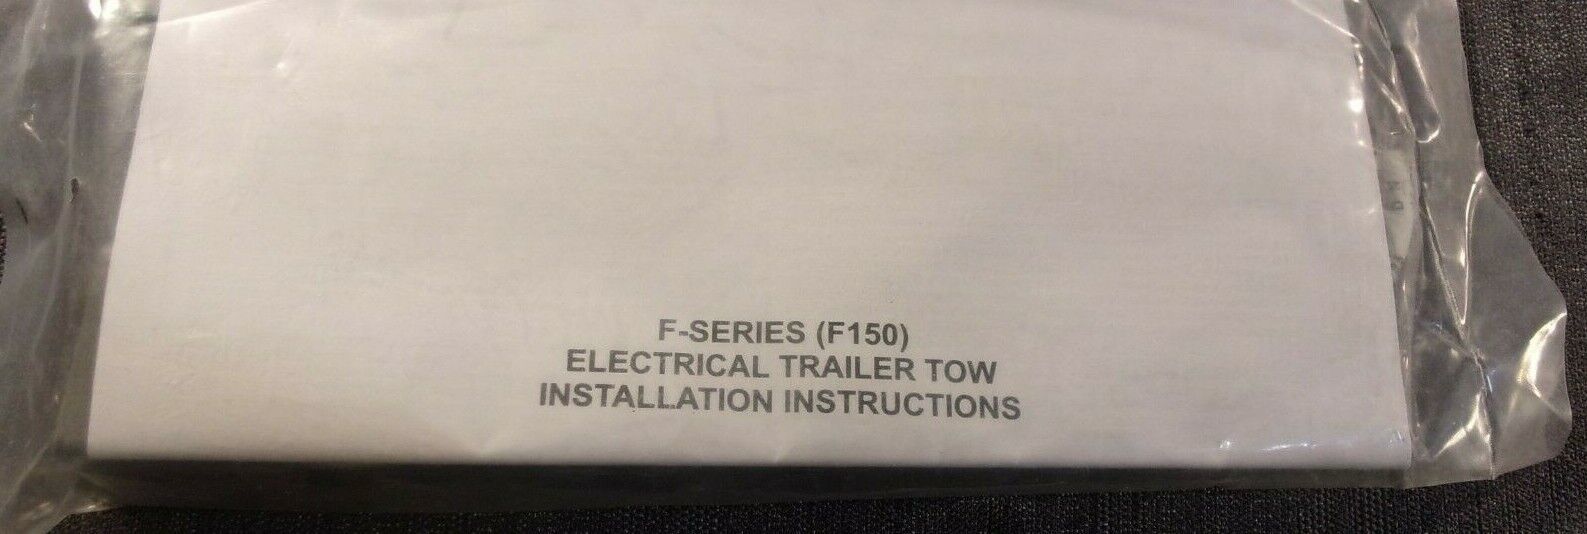 F-SERIES (F150)
ELECTRICAL TRAILER TOW
INSTALLATION INSTRUCTIONS